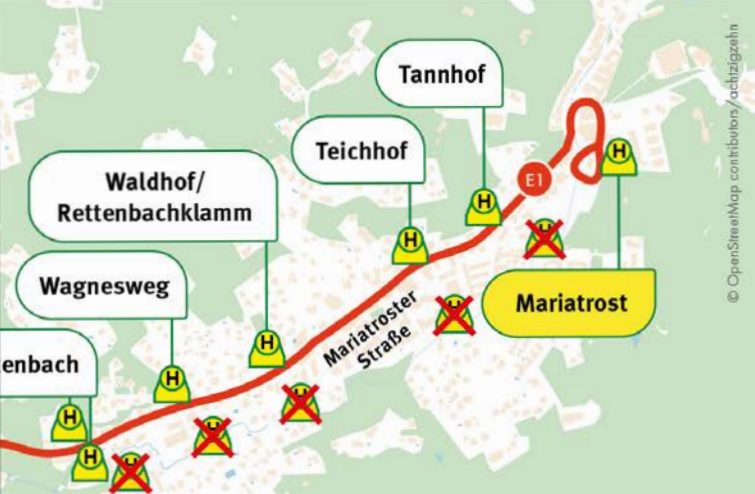 Tannhof
Teichhof
Waldhof/
Rettenbachklamm
Wagnesweg
enbach
Mariatroster
Straße
E1
Mariatrost
H
H
H
H
H
H
H
© OpenStreetMap contributors/achtzigzehn